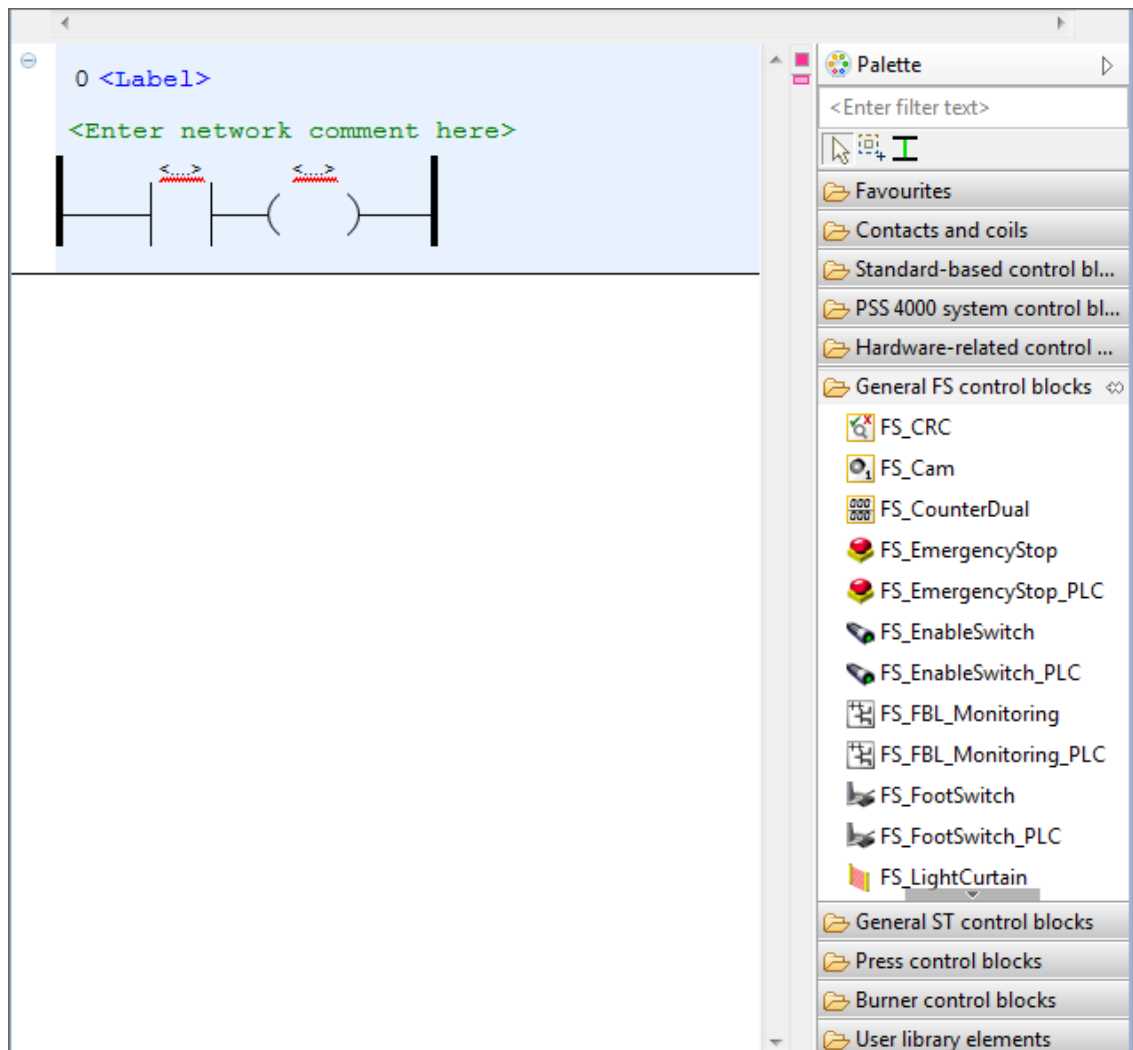 0 <Label>
<Enter network comment here>
<...> <...>
Palette
<Enter filter text>
Favourites
Contacts and coils
Standard-based control bl...
PSS 4000 system control bl...
Hardware-related control ...
General FS control blocks
FS_CRC
FS_Cam
FS_CounterDual
FS_EmergencyStop
FS_EmergencyStop_PLC
FS_EnableSwitch
FS_EnableSwitch_PLC
FS_FBL_Monitoring
FS_FBL_Monitoring_PLC
FS_FootSwitch
FS_FootSwitch_PLC
FS_LightCurtain
General ST control blocks
Press control blocks
Burner control blocks
User library elements